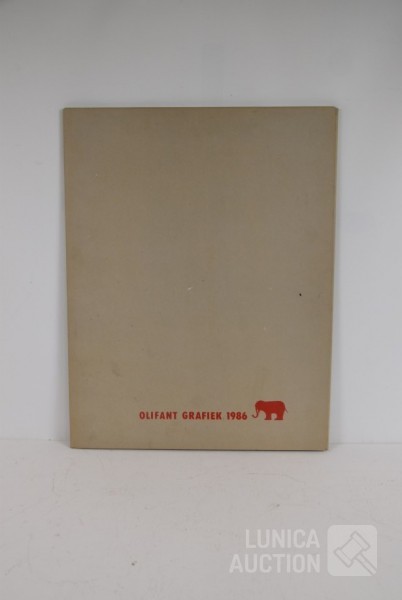 OLIFANT GRAFIEK 1986
LUNICA
AUCTION